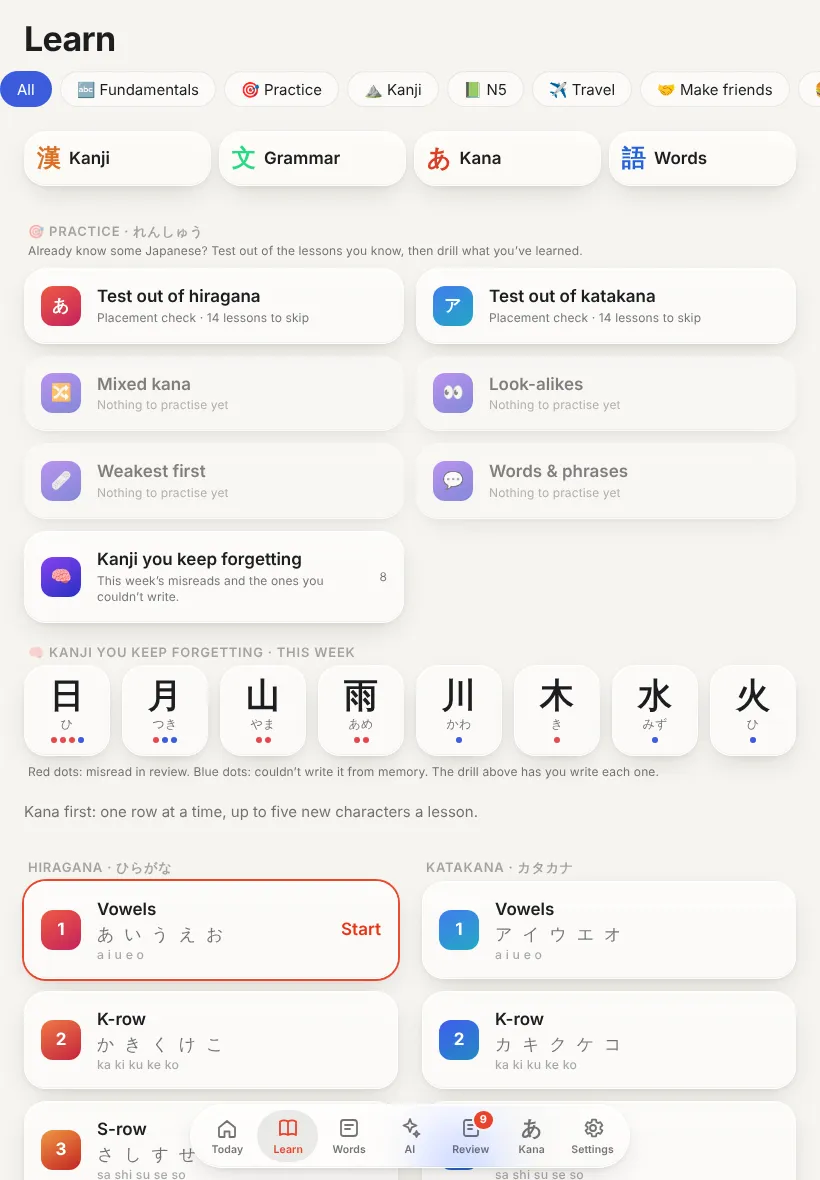 Learn
All
Fundamentals
Practice
Kanji
N5
Travel
Make friends
漢 Kanji
文 Grammar
あ Kana
語 Words
PRACTICE · れんしゅう
Already know some Japanese? Test out of the lessons you know, then drill what you’ve learned.
あ
Test out of hiragana
Placement check · 14 lessons to skip
ア
Test out of katakana
Placement check · 14 lessons to skip
Mixed kana
Nothing to practise yet
Look-alikes
Nothing to practise yet
Weakest first
Nothing to practise yet
Words & phrases
Nothing to practise yet
Kanji you keep forgetting
This week’s misreads and the ones you
couldn’t write.
8
KANJI YOU KEEP FORGETTING · THIS WEEK
日
ひ
月
つき
山
やま
雨
あめ
川
かわ
木
き
水
みず
火
ひ
Red dots: misread in review. Blue dots: couldn’t write it from memory. The drill above has you write each one.
Kana first: one row at a time, up to five new characters a lesson.
HIRAGANA · ひらがな
1
Vowels
あ い う え お
a i u e o
Start
2
K-row
か き く け こ
ka ki ku ke ko
3
S-row
さ し す せ
sa shi su se so
KATAKANA · カタカナ
1
Vowels
ア イ ウ エ オ
a i u e o
2
K-row
カ キ ク ケ コ
ka ki ku ke ko
sa shi su se so
Today
Learn
Words
AI
9
Review
あ
Kana
Settings